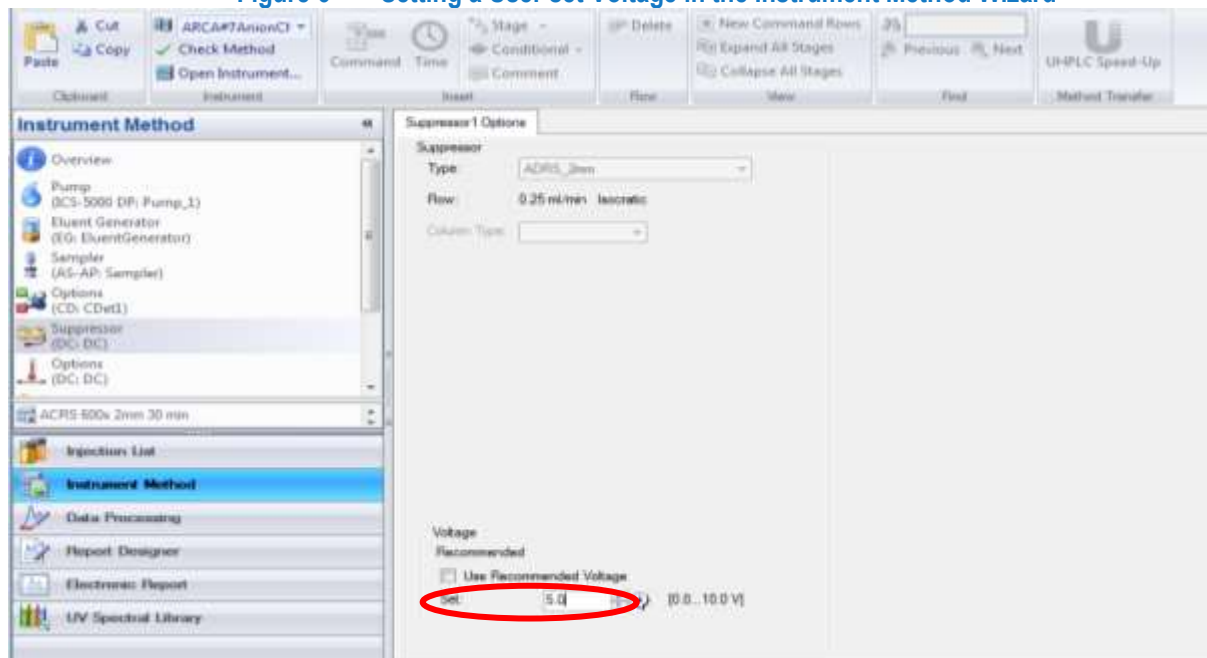 Setting a User Set Voltage in the Instrument Method Wizard
Paste
Cut
Copy
Clipboard
ARCA#7AnionCI
Check Method
Open Instrument...
Instrument
Command
Time
Stage
Conditional
Comment
Insert
Delete
Row
New Command Rows
Expand All Stages
Collapse All Stages
View
Previous
Next
Find
UHPLC Speed-Up
Method Transfer
Instrument Method
Overview
Pump
(ICS-5000 DP: Pump_1)
Eluent Generator
(EG: EluentGenerator)
Sampler
(AS-AP: Sampler)
Options
(CD: CDet1)
Suppressor
(DC: DC)
Options
(DC: DC)
ACRS 600x 2mm 30 min
Injection List
Instrument Method
Data Processing
Report Designer
Electronic Report
UV Spectral Library
Suppressor1 Options
Suppressor
Type: ADRS_2mm
Flow: 0.25 ml/min Isocratic
Column Type:
Voltage
Recommended
Use Recommended Voltage
Set: 5.0 [0.0...10.0 V]